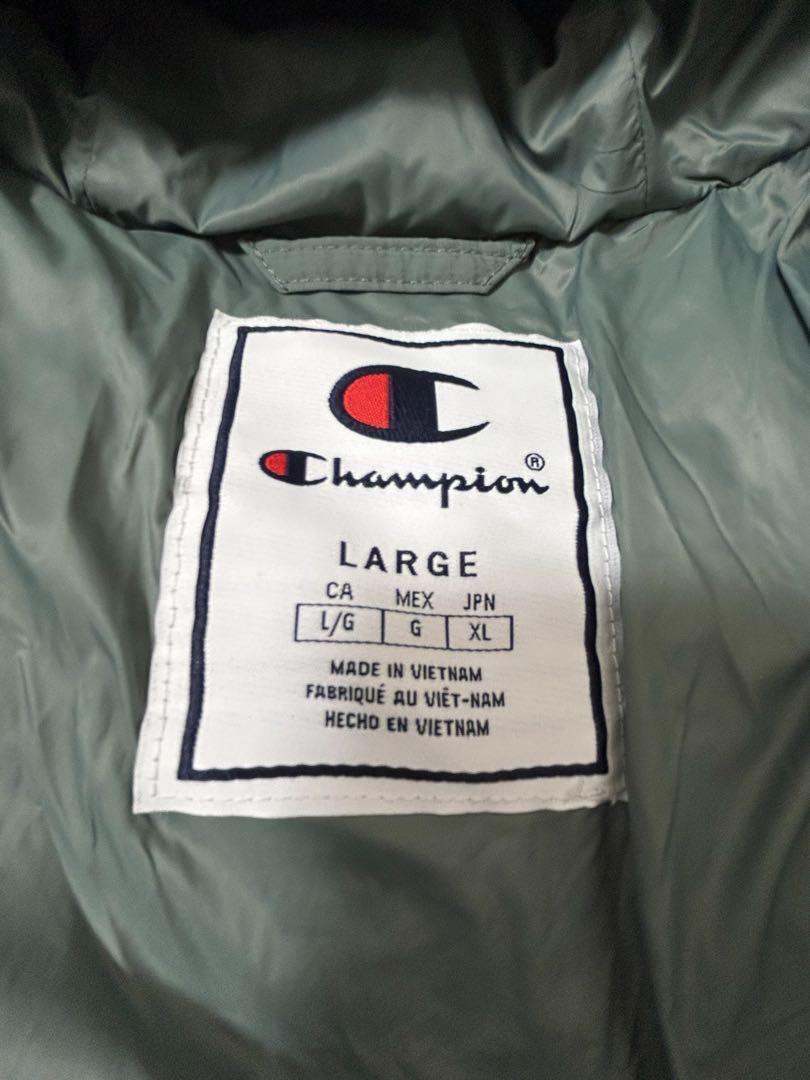 Champion®
LARGE
CA MEX JPN
L/G G XL
MADE IN VIETNAM
FABRIQUÉ AU VIÊT-NAM
HECHO EN VIETNAM